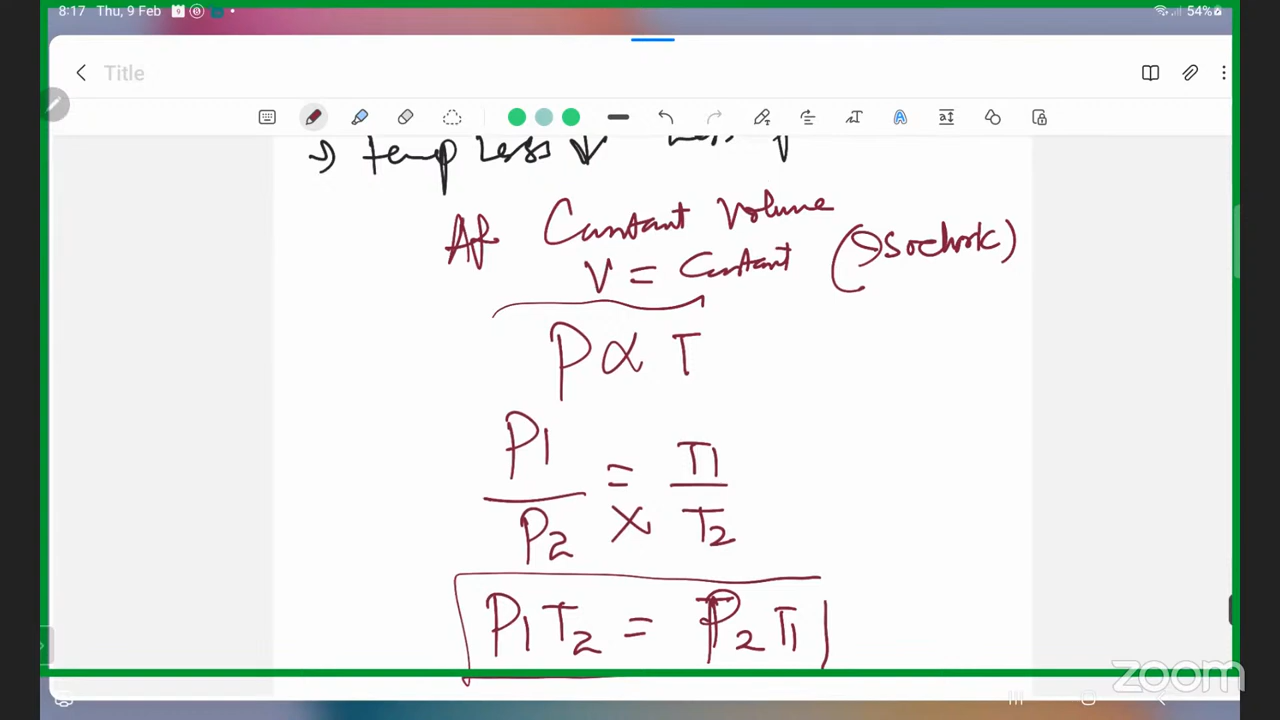 8:17 Thu, 9 Feb 54%
Title
→ temp less ↓ less ↓
At Constant Volume
V = Constant (Isochoric)
P ∝ T
P1/P2 = T1/T2
P1T2 = P2T1
zoom